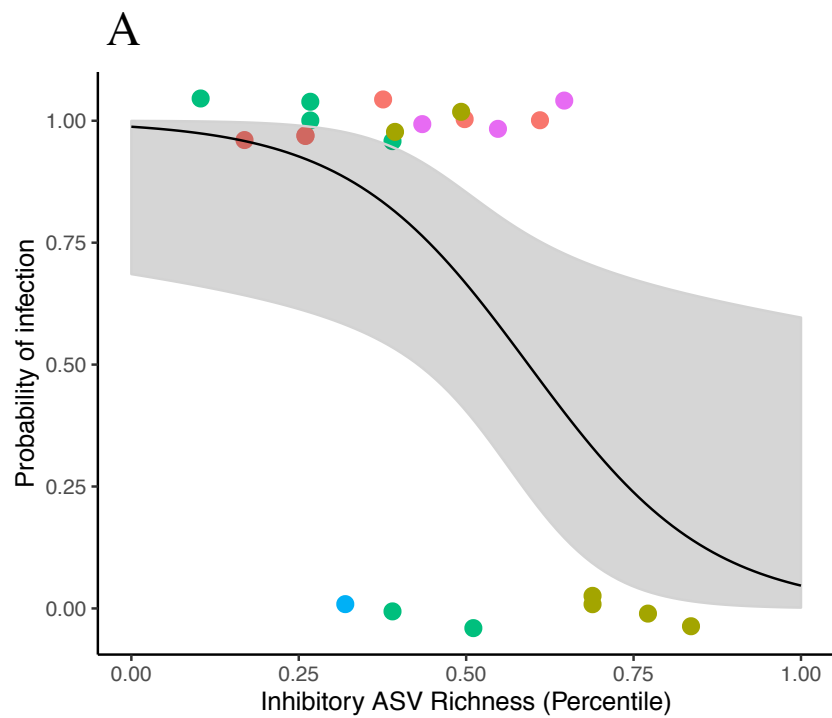 A
1.00
0.75
0.50
0.25
0.00
Probability of infection
0.00 0.25 0.50 0.75 1.00
Inhibitory ASV Richness (Percentile)